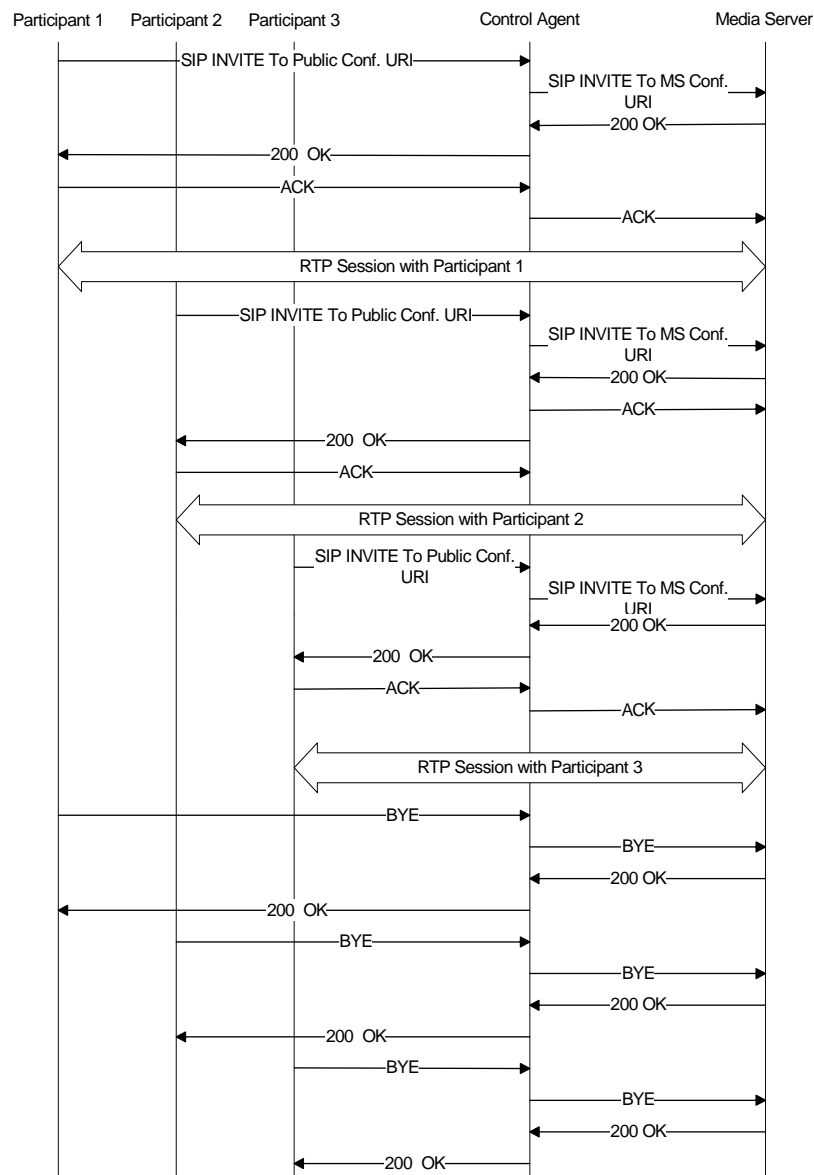 Participant 1
Participant 2
Participant 3
Control Agent
Media Server
SIP INVITE To Public Conf. URI
SIP INVITE To MS Conf.
URI
200 OK
200 OK
ACK
ACK
RTP Session with Participant 1
SIP INVITE To Public Conf. URI
SIP INVITE To MS Conf.
URI
200 OK
ACK
200 OK
ACK
RTP Session with Participant 2
SIP INVITE To Public Conf.
URI
SIP INVITE To MS Conf.
URI
200 OK
200 OK
ACK
ACK
RTP Session with Participant 3
BYE
BYE
200 OK
200 OK
BYE
BYE
200 OK
200 OK
BYE
BYE
200 OK
200 OK